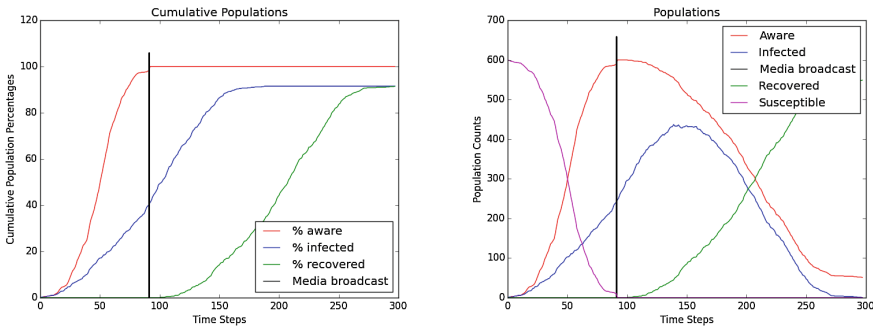 Cumulative Populations
120
100
80
60
40
20
0
Cumulative Population Percentages
% aware
% infected
% recovered
Media broadcast
0 50 100 150 200 250 300
Time Steps
Populations
700
600
500
400
300
200
100
0
Population Counts
Aware
Infected
Media broadcast
Recovered
Susceptible
0 50 100 150 200 250 300
Time Steps